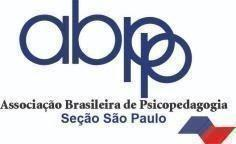 abpp
Associação Brasileira de Psicopedagogia
Seção São Paulo